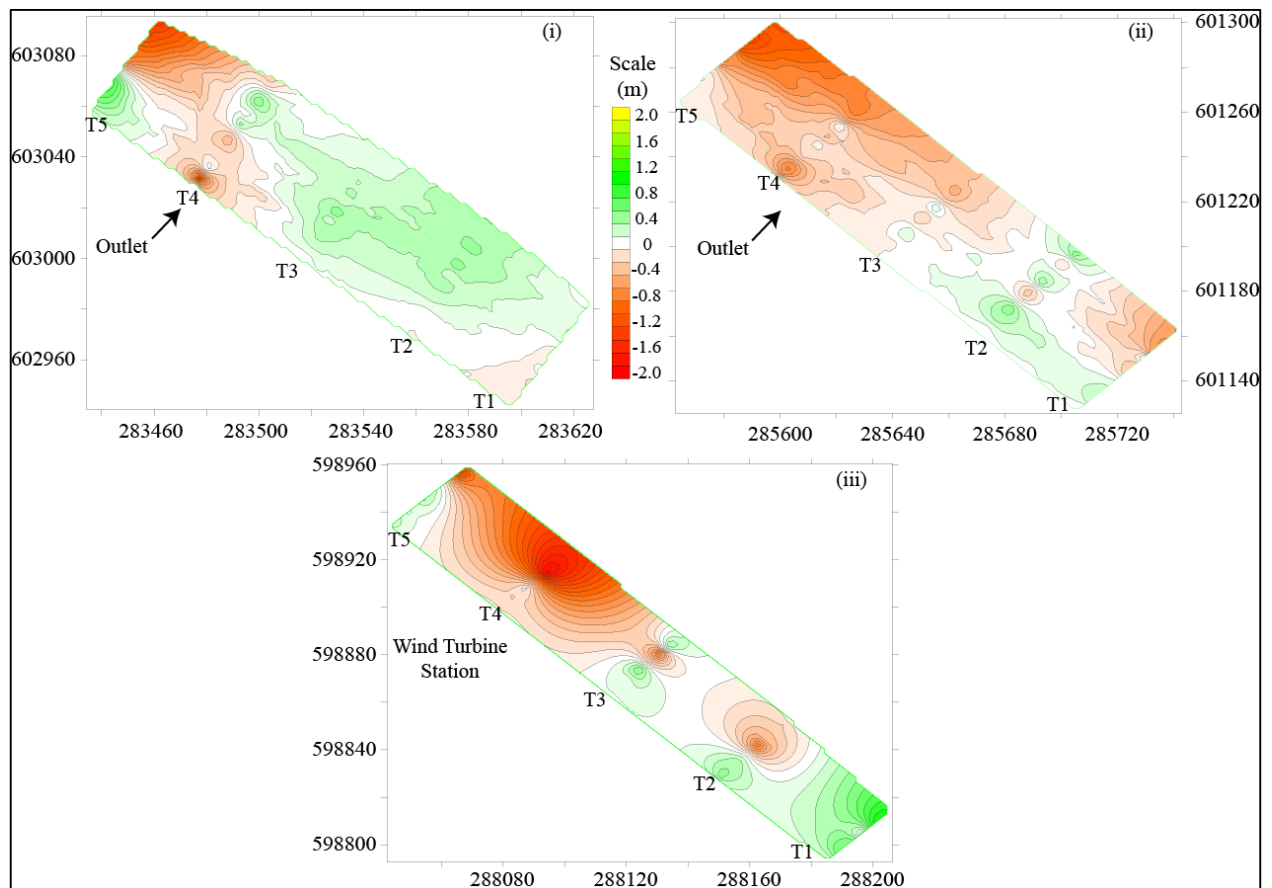 (i)
603080
603040
603000
602960
T5
T4
Outlet
T3
T2
T1
283460 283500 283540 283580 283620
Scale
(m)
2.0
1.6
1.2
0.8
0.4
0
-0.4
-0.8
-1.2
-1.6
-2.0
(ii)
601300
601260
601220
601180
601140
T5
T4
Outlet
T3
T2
T1
285600 285640 285680 285720
(iii)
598960
598920
598880
598840
598800
T5
T4
Wind Turbine
Station
T3
T2
T1
288080 288120 288160 288200